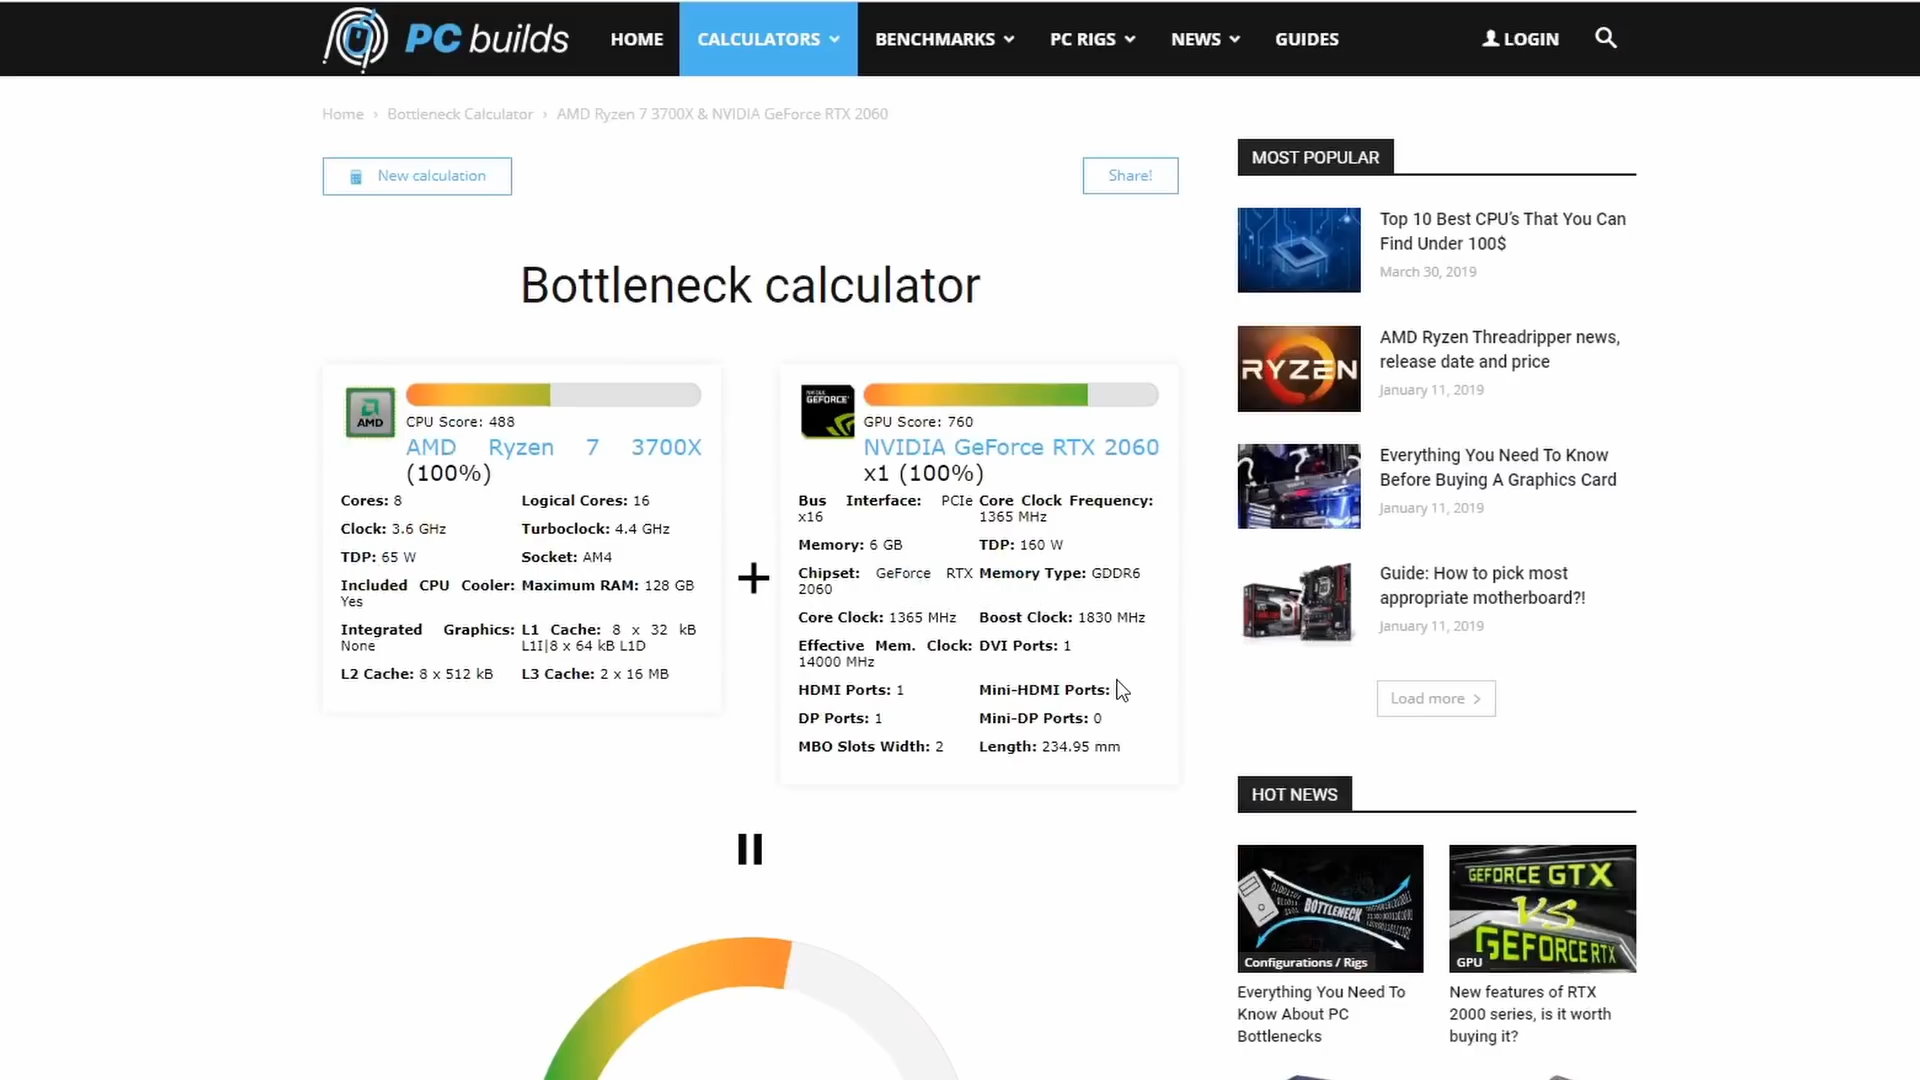 PC builds
HOME
CALCULATORS
BENCHMARKS
PC RIGS
NEWS
GUIDES
LOGIN
Home › Bottleneck Calculator › AMD Ryzen 7 3700X & NVIDIA GeForce RTX 2060
New calculation
Share!
Bottleneck calculator
AMD
CPU Score: 488
AMD Ryzen 7 3700X
(100%)
Cores: 8
Logical Cores: 16
Clock: 3.6 GHz
Turboclock: 4.4 GHz
TDP: 65 W
Socket: AM4
Included CPU Cooler:
Yes
Maximum RAM: 128 GB
Integrated Graphics:
None
L1 Cache: 8 x 32 kB
L1I|8 x 64 kB L1D
L2 Cache: 8 x 512 kB
L3 Cache: 2 x 16 MB
+
GEFORCE
GPU Score: 760
NVIDIA GeForce RTX 2060
x1 (100%)
Bus Interface: PCIe
x16
Core Clock Frequency:
1365 MHz
Memory: 6 GB
TDP: 160 W
Chipset: GeForce RTX
2060
Memory Type: GDDR6
Core Clock: 1365 MHz
Boost Clock: 1830 MHz
Effective Mem. Clock:
14000 MHz
DVI Ports: 1
HDMI Ports: 1
Mini-HDMI Ports:
DP Ports: 1
Mini-DP Ports: 0
MBO Slots Width: 2
Length: 234.95 mm
MOST POPULAR
Top 10 Best CPU's That You Can
Find Under 100$
March 30, 2019
RYZEN
AMD Ryzen Threadripper news,
release date and price
January 11, 2019
Everything You Need To Know
Before Buying A Graphics Card
January 11, 2019
Guide: How to pick most
appropriate motherboard?!
January 11, 2019
Load more >
HOT NEWS
BOTTLENECK
Configurations / Rigs
Everything You Need To
Know About PC
Bottlenecks
GEFORCE GTX
VS
GEFORCE RTX
GPU
New features of RTX
2000 series, is it worth
buying it?